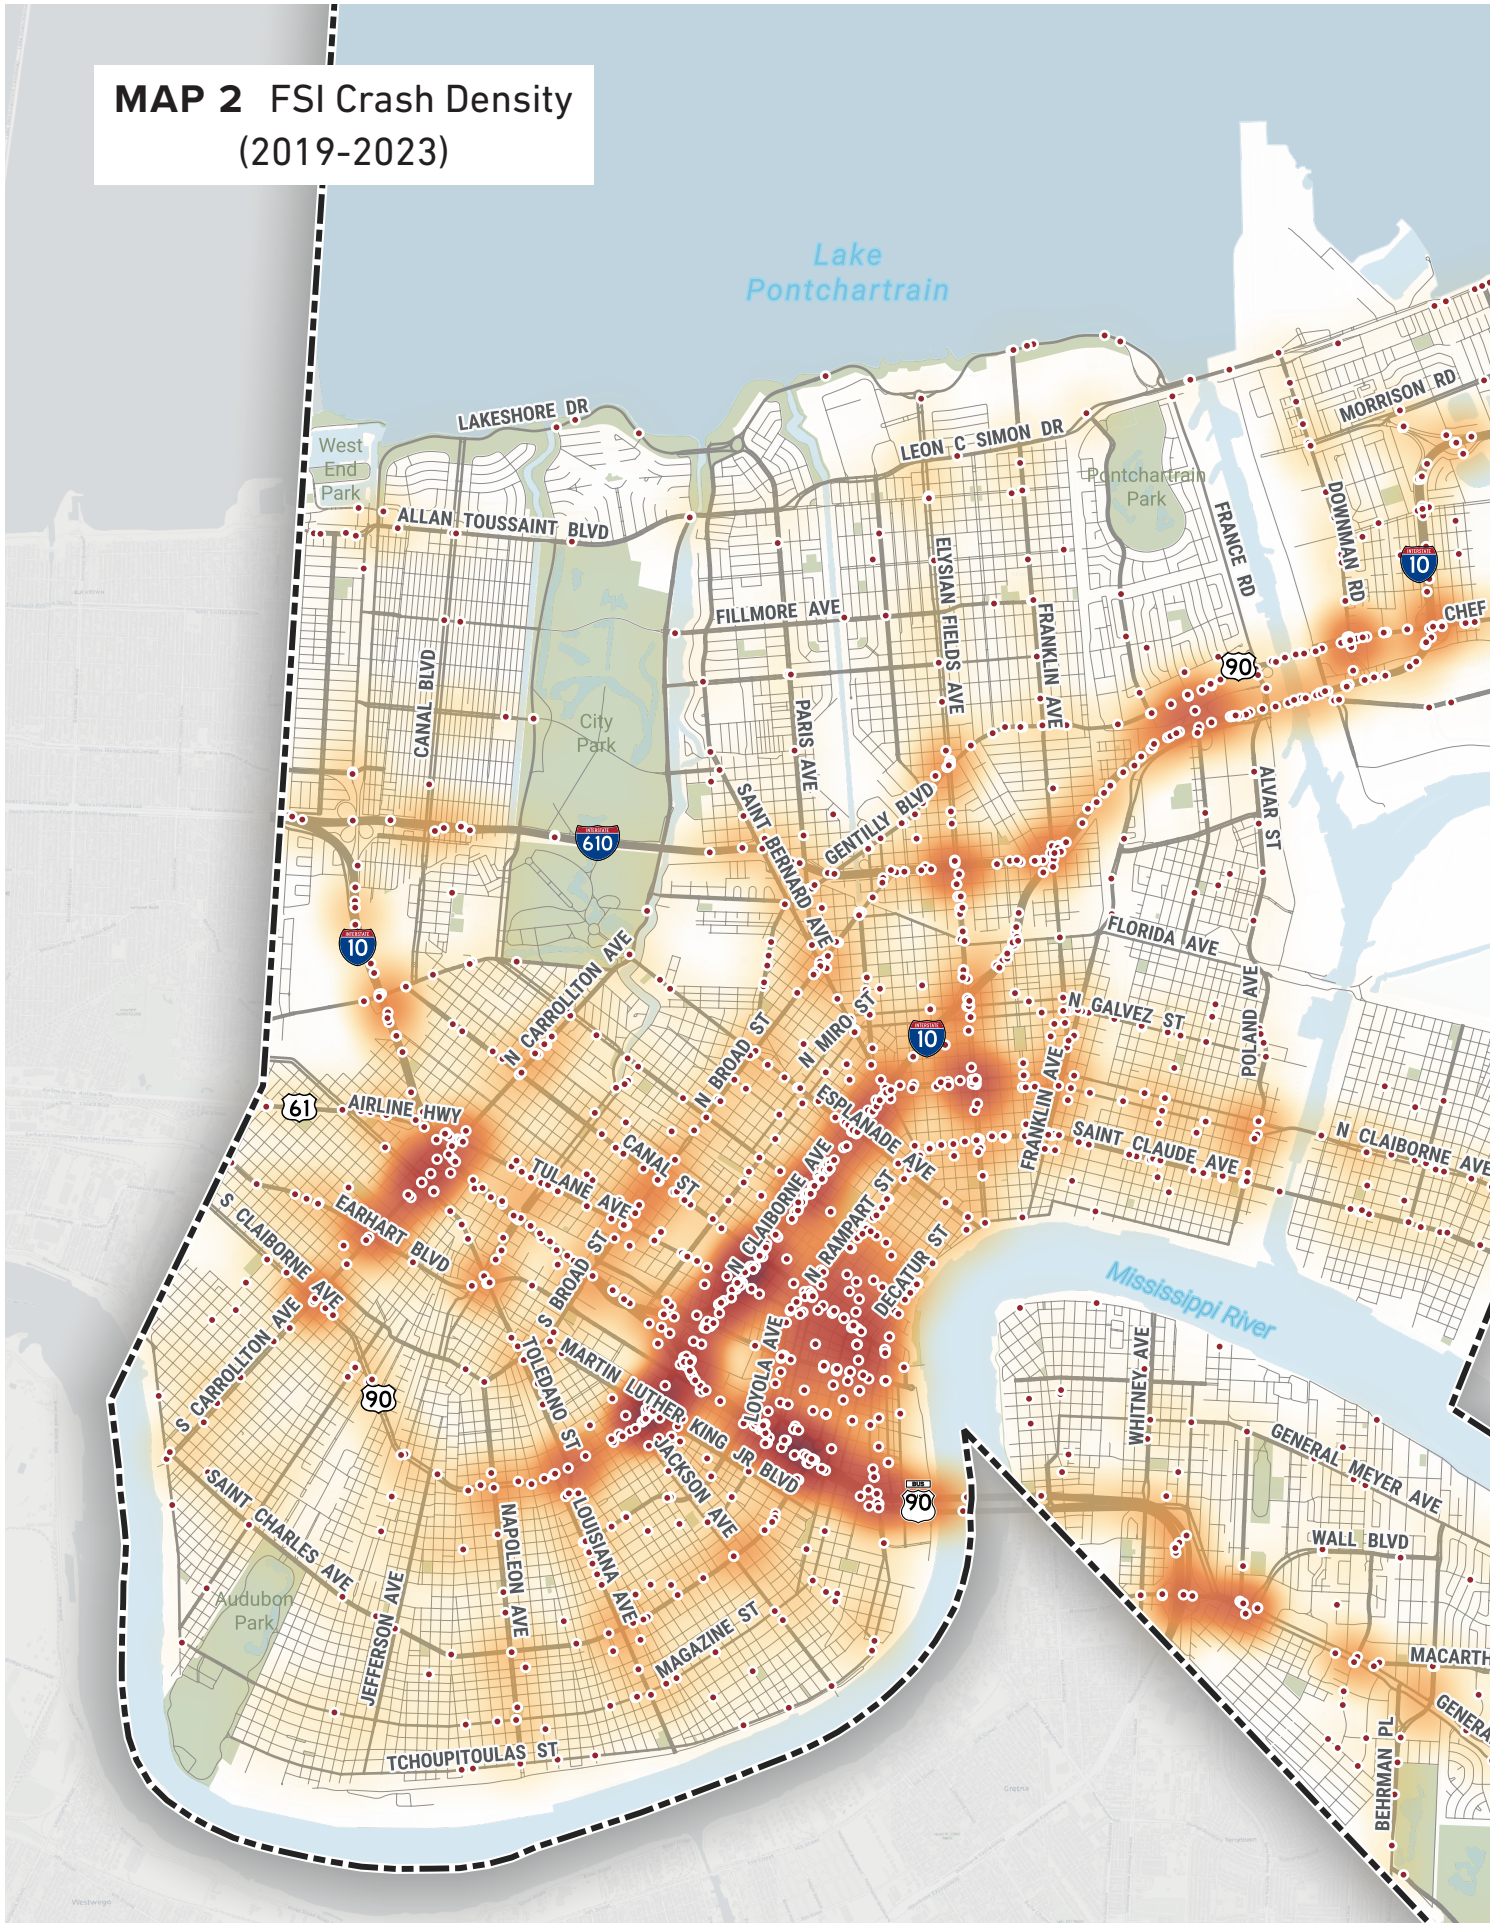 MAP 2 FSI Crash Density
(2019-2023)
Lake
Pontchartrain
LAKESHORE DR
West
End
Park
ALLAN TOUSSAINT BLVD
LEON C SIMON DR
Pontchartrain
Park
MORRISON RD
DOWNMAN RD
FRANCE RD
INTERSTATE
10
CHEF
90
FILLMORE AVE
ELYSIAN FIELDS AVE
FRANKLIN AVE
CANAL BLVD
City
Park
PARIS AVE
SAINT BERNARD AVE
GENTILLY BLVD
ALVAR ST
INTERSTATE
610
INTERSTATE
10
N CARROLLTON AVE
FLORIDA AVE
N GALVEZ ST
POLAND AVE
N BROAD ST
N MIRO ST
INTERSTATE
10
61
AIRLINE HWY
ESPLANADE AVE
FRANKLIN AVE
SAINT CLAUDE AVE
N CLAIBORNE AVE
CANAL ST
TULANE AVE
N CLAIBORNE AVE
N RAMPART ST
DECATUR ST
S CLAIBORNE AVE
EARHART BLVD
S BROAD ST
S CARROLLTON AVE
90
TOLEDANO ST
MARTIN LUTHER KING JR BLVD
LOYOLA AVE
JACKSON AVE
Mississippi River
WHITNEY AVE
GENERAL MEYER AVE
WALL BLVD
BUS
90
SAINT CHARLES AVE
NAPOLEON AVE
LOUISIANA AVE
Audubon
Park
JEFFERSON AVE
MAGAZINE ST
TCHOUPITOULAS ST
MACARTH
GENERA
BEHRMAN PL
Gretna
Westwego